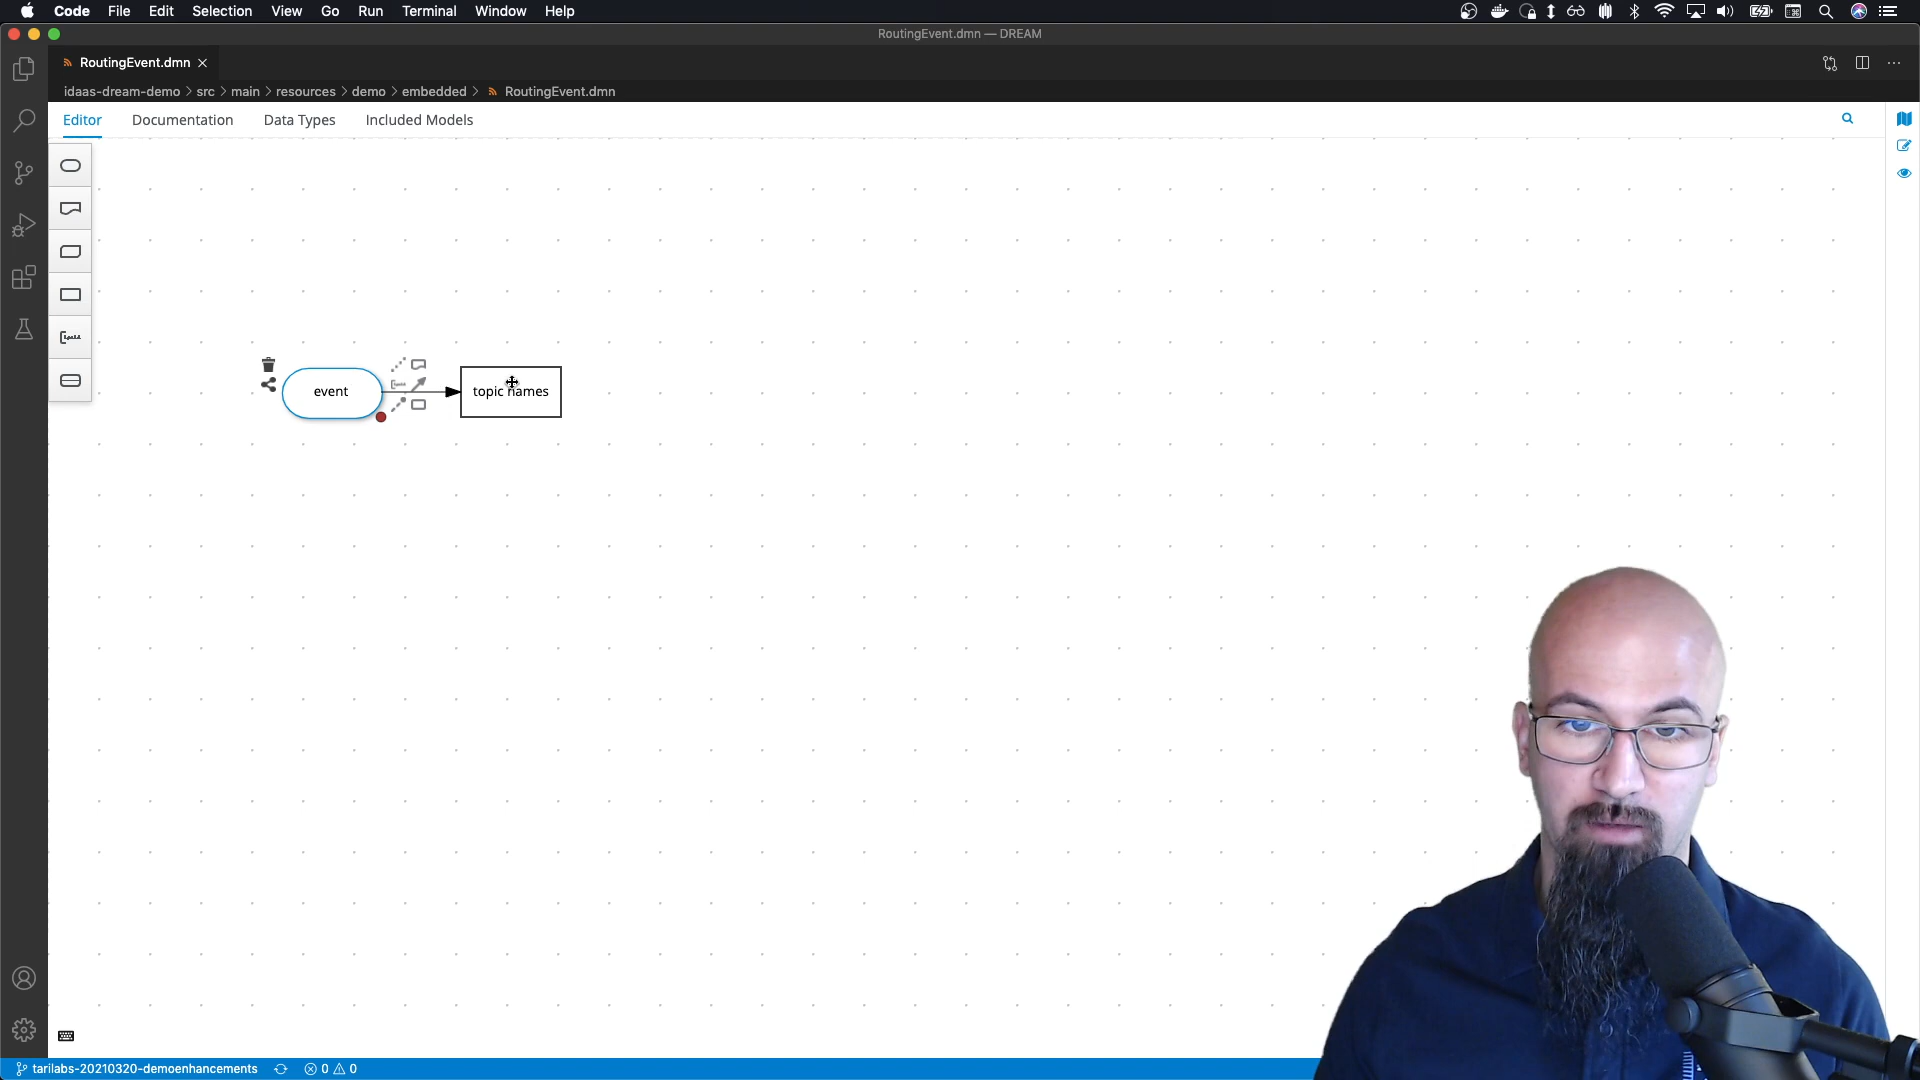 Code File Edit Selection View Go Run Terminal Window Help
RoutingEvent.dmn — DREAM
RoutingEvent.dmn
idaas-dream-demo > src > main > resources > demo > embedded > RoutingEvent.dmn
Editor Documentation Data Types Included Models
event
topic names
tarilabs-20210320-demoenhancements 0 0